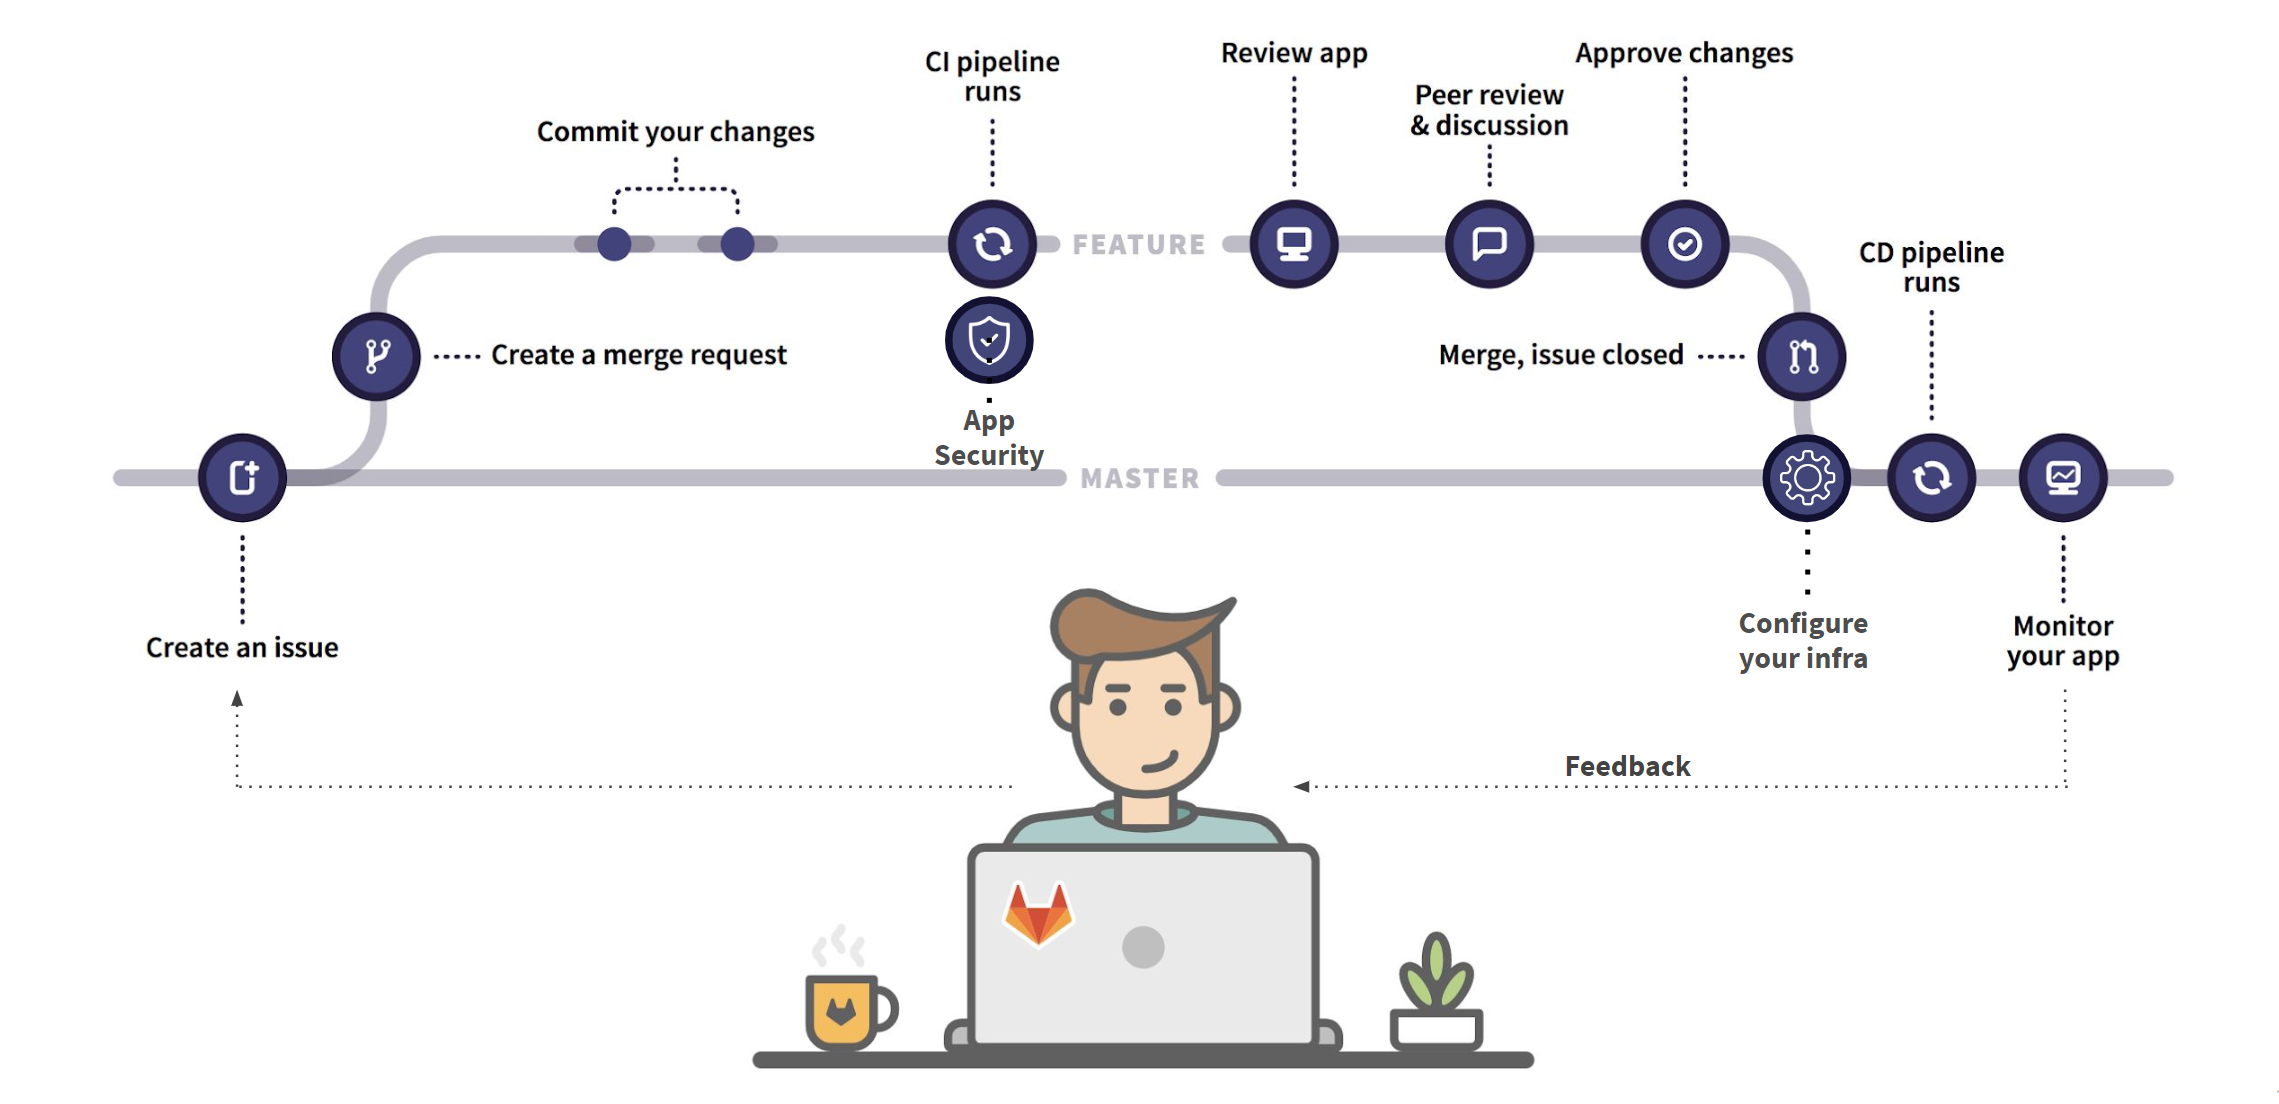 Review app
Approve changes
CI pipeline
runs
Peer review
& discussion
Commit your changes
FEATURE
CD pipeline
runs
Create a merge request
Merge, issue closed
App
Security
MASTER
Create an issue
Configure
your infra
Monitor
your app
Feedback